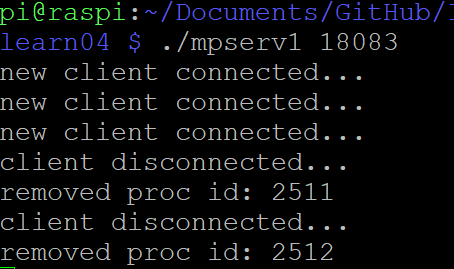 pi@raspi:~/Documents/GitHub/
learn04 $ ./mpserv1 18083
new client connected...
new client connected...
new client connected...
client disconnected...
removed proc id: 2511
client disconnected...
removed proc id: 2512